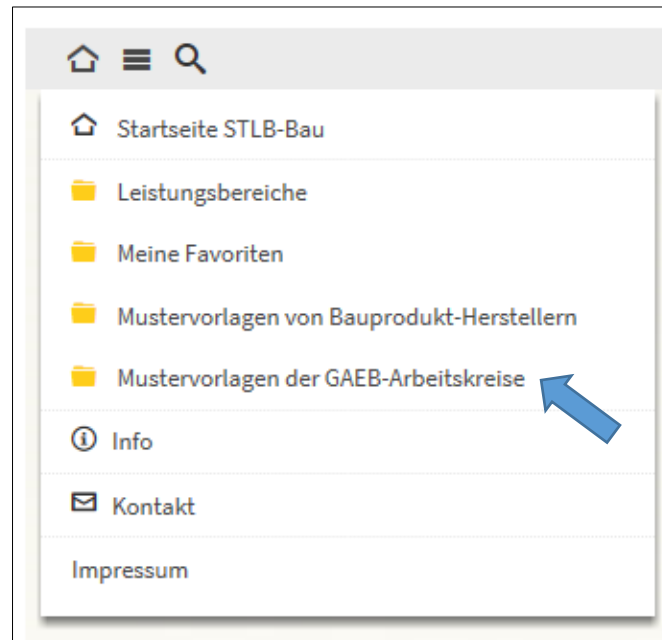 Startseite STLB-Bau
Leistungsbereiche
Meine Favoriten
Mustervorlagen von Bauprodukt-Herstellern
Mustervorlagen der GAEB-Arbeitskreise
Info
Kontakt
Impressum